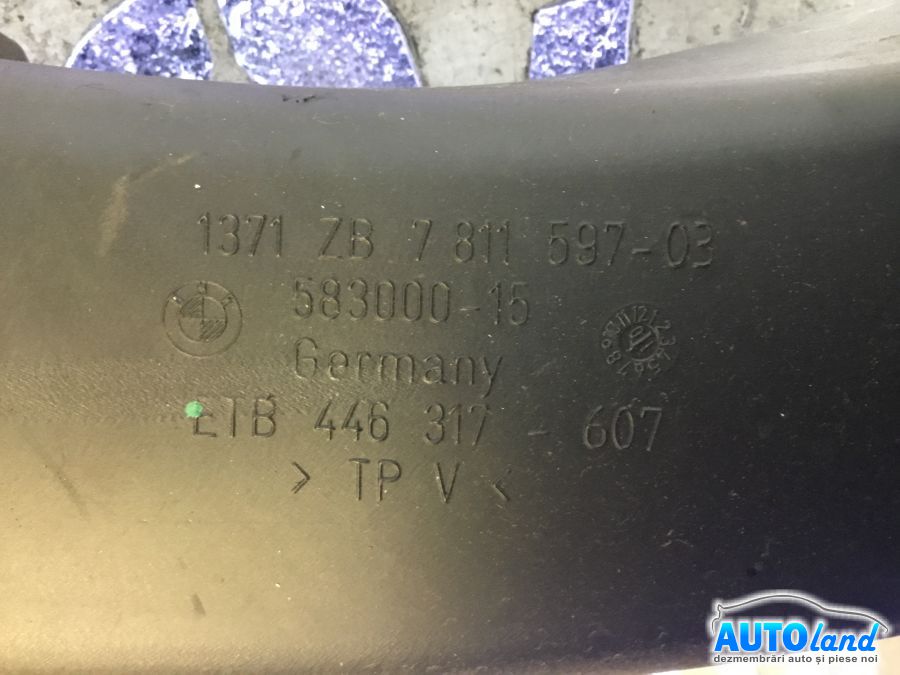 1371 ZB 7 811 597-03
583000-15
Germany
ETB 446 317 - 607
> TP V <
AUTOland
dezmembrări auto și piese noi